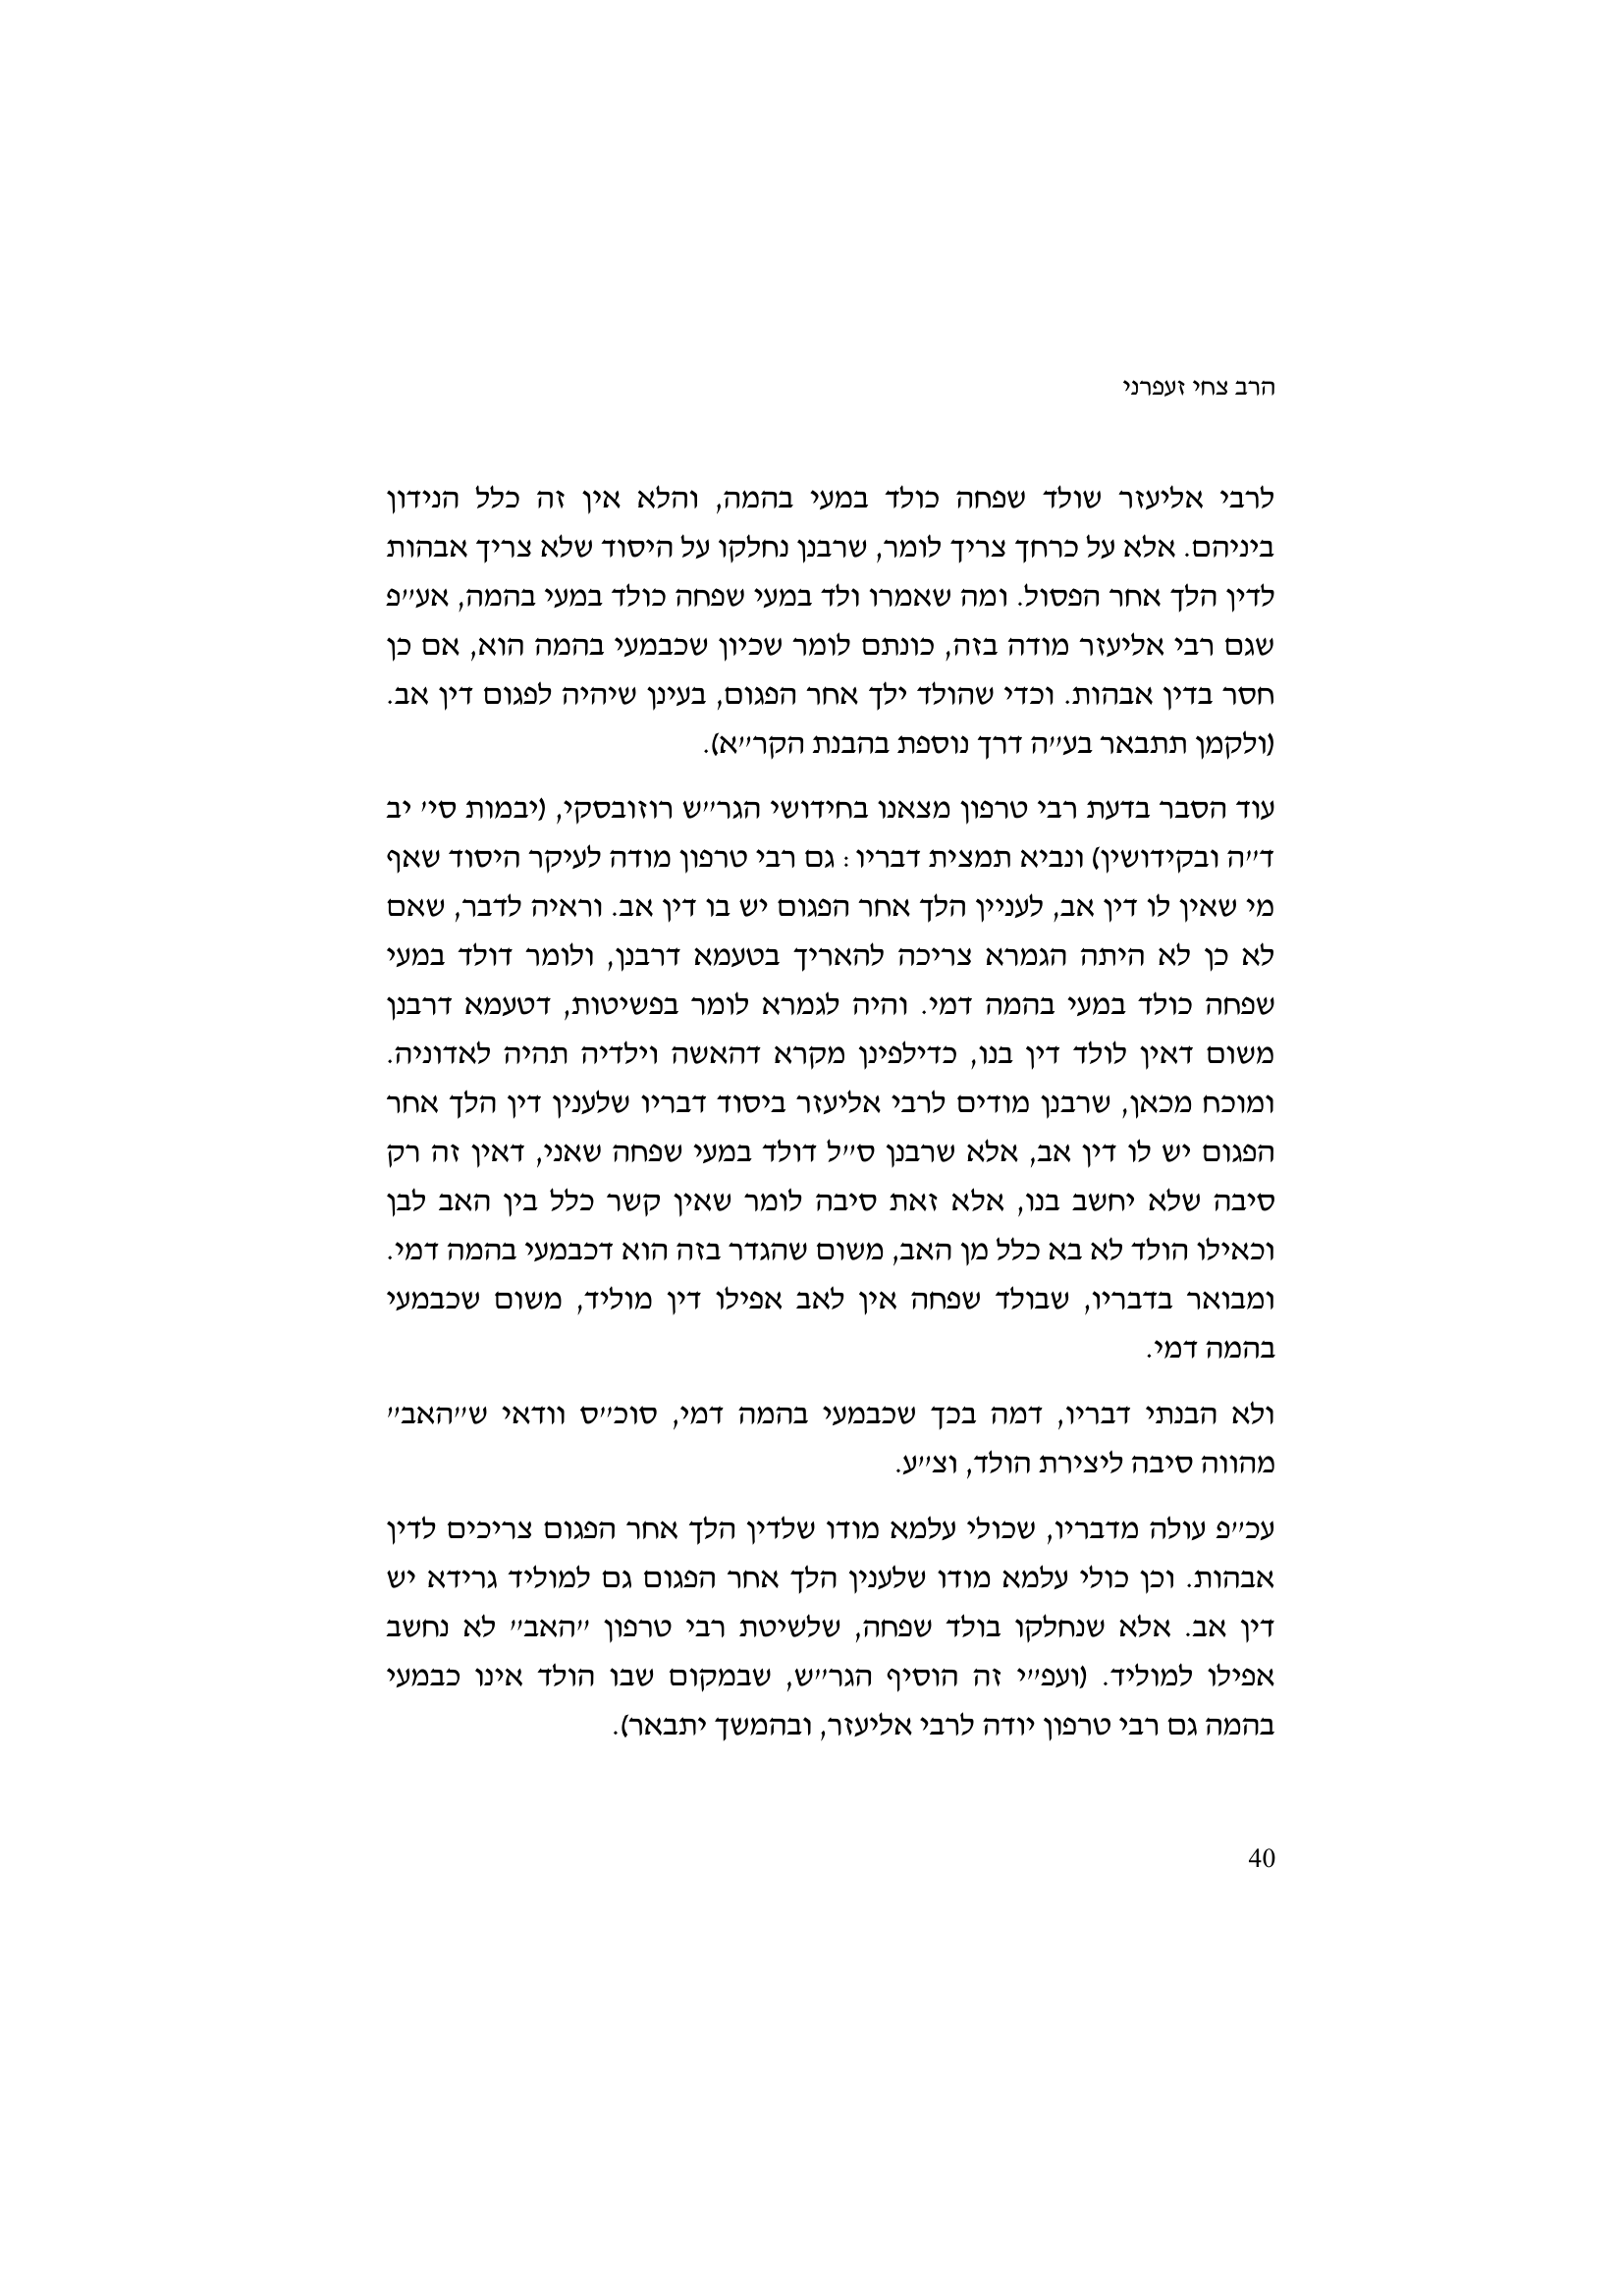 הרב צחי זעפרני
לרבי אליעזר שולד שפחה כולד במעי בהמה, והלא אין זה כלל הנידון
ביניהם. אלא על כרחך צריך לומר, שרבנן נחלקו על היסוד שלא צריך אבהות
לדין הלך אחר הפסול. ומה שאמרו ולד במעי שפחה כולד במעי בהמה, אע״פ
שגם רבי אליעזר מודה בזה, כונתם לומר שכיון שכבמעי בהמה הוא, אם כן
חסר בדין אבהות. וכדי שהולד ילך אחר הפגום, בעינן שיהיה לפגום דין אב.
(ולקמן תתבאר בע״ה דרך נוספת בהבנת הקר״א).
עוד הסבר בדעת רבי טרפון מצאנו בחידושי הגר״ש רוזובסקי, (יבמות סי׳ יב
ד״ה ובקידושין) ונביא תמצית דבריו: גם רבי טרפון מודה לעיקר היסוד שאף
מי שאין לו דין אב, לעניין הלך אחר הפגום יש בו דין אב. וראיה לדבר, שאם
לא כן לא היתה הגמרא צריכה להאריך בטעמא דרבנן, ולומר דולד במעי
שפחה כולד במעי בהמה דמי. והיה לגמרא לומר בפשיטות, דטעמא דרבנן
משום דאין לולד דין בנו, כדילפינן מקרא דהאשה וילדיה תהיה לאדוניה.
ומוכח מכאן, שרבנן מודים לרבי אליעזר ביסוד דבריו שלענין דין הלך אחר
הפגום יש לו דין אב, אלא שרבנן ס״ל דולד במעי שפחה שאני, דאין זה רק
סיבה שלא יחשב בנו, אלא זאת סיבה לומר שאין קשר כלל בין האב לבן
וכאילו הולד לא בא כלל מן האב, משום שהגדר בזה הוא דכבמעי בהמה דמי.
ומבואר בדבריו, שבולד שפחה אין לאב אפילו דין מוליד, משום שכבמעי
בהמה דמי.
ולא הבנתי דבריו, דמה בכך שכבמעי בהמה דמי, סוכ״ס וודאי ש״האב״
מהווה סיבה ליצירת הולד, וצ״ע.
עכ״פ עולה מדבריו, שכולי עלמא מודו שלדין הלך אחר הפגום צריכים לדין
אבהות. וכן כולי עלמא מודו שלענין הלך אחר הפגום גם למוליד גרידא יש
דין אב. אלא שנחלקו בולד שפחה, שלשיטת רבי טרפון ״האב״ לא נחשב
אפילו למוליד. (ועפ״י זה הוסיף הגר״ש, שבמקום שבו הולד אינו כבמעי
בהמה גם רבי טרפון יודה לרבי אליעזר, ובהמשך יתבאר).
40